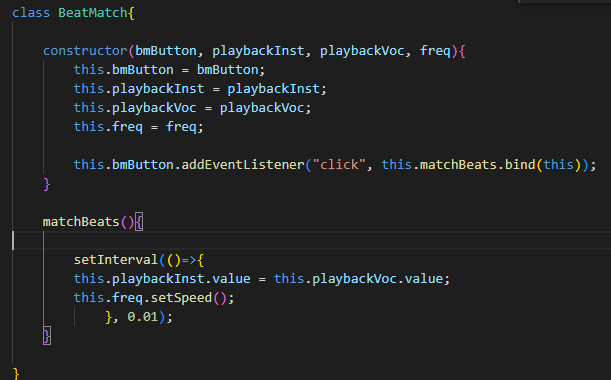 class BeatMatch{
constructor(bmButton, playbackInst, playbackVoc, freq){
this.bmButton = bmButton;
this.playbackInst = playbackInst;
this.playbackVoc = playbackVoc;
this.freq = freq;
this.bmButton.addEventListener("click", this.matchBeats.bind(this));
}
matchBeats(){
setInterval(()=>{
this.playbackInst.value = this.playbackVoc.value;
this.freq.setSpeed();
}, 0.01);
}
}